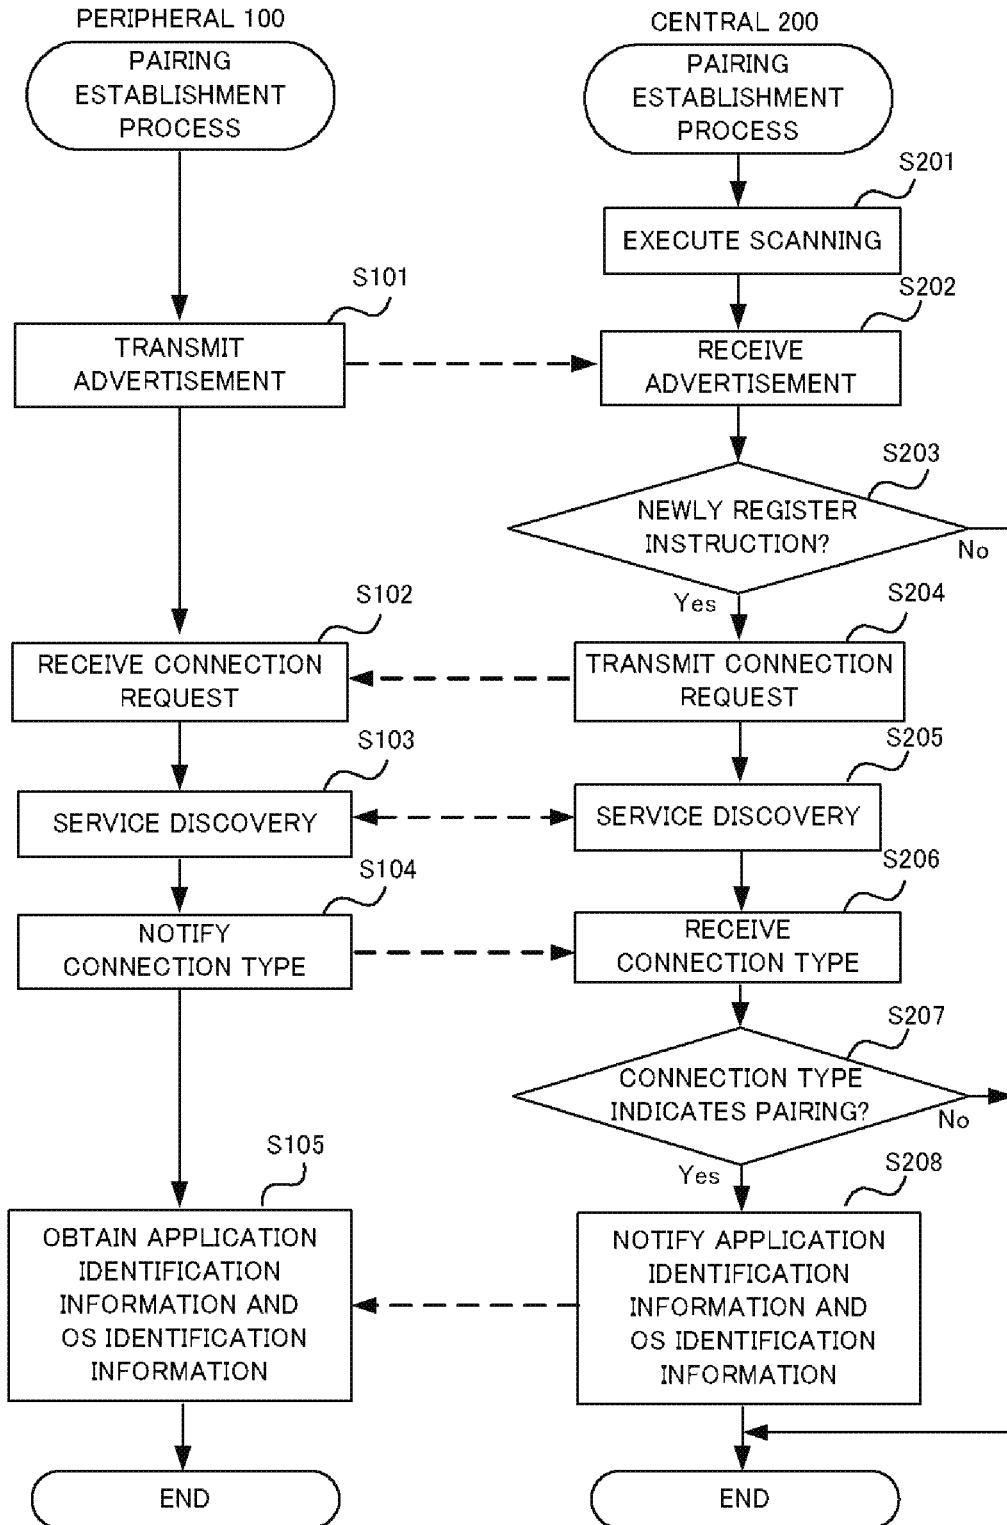 PERIPHERAL 100
PAIRING
ESTABLISHMENT
PROCESS
S101
TRANSMIT
ADVERTISEMENT
S102
RECEIVE CONNECTION
REQUEST
S103
SERVICE DISCOVERY
S104
NOTIFY
CONNECTION TYPE
S105
OBTAIN APPLICATION
IDENTIFICATION
INFORMATION AND
OS IDENTIFICATION
INFORMATION
END
CENTRAL 200
PAIRING
ESTABLISHMENT
PROCESS
S201
EXECUTE SCANNING
S202
RECEIVE
ADVERTISEMENT
S203
NEWLY REGISTER
INSTRUCTION?
No
Yes
S204
TRANSMIT CONNECTION
REQUEST
S205
SERVICE DISCOVERY
S206
RECEIVE
CONNECTION TYPE
S207
CONNECTION TYPE
INDICATES PAIRING?
No
Yes
S208
NOTIFY APPLICATION
IDENTIFICATION
INFORMATION AND
OS IDENTIFICATION
INFORMATION
END